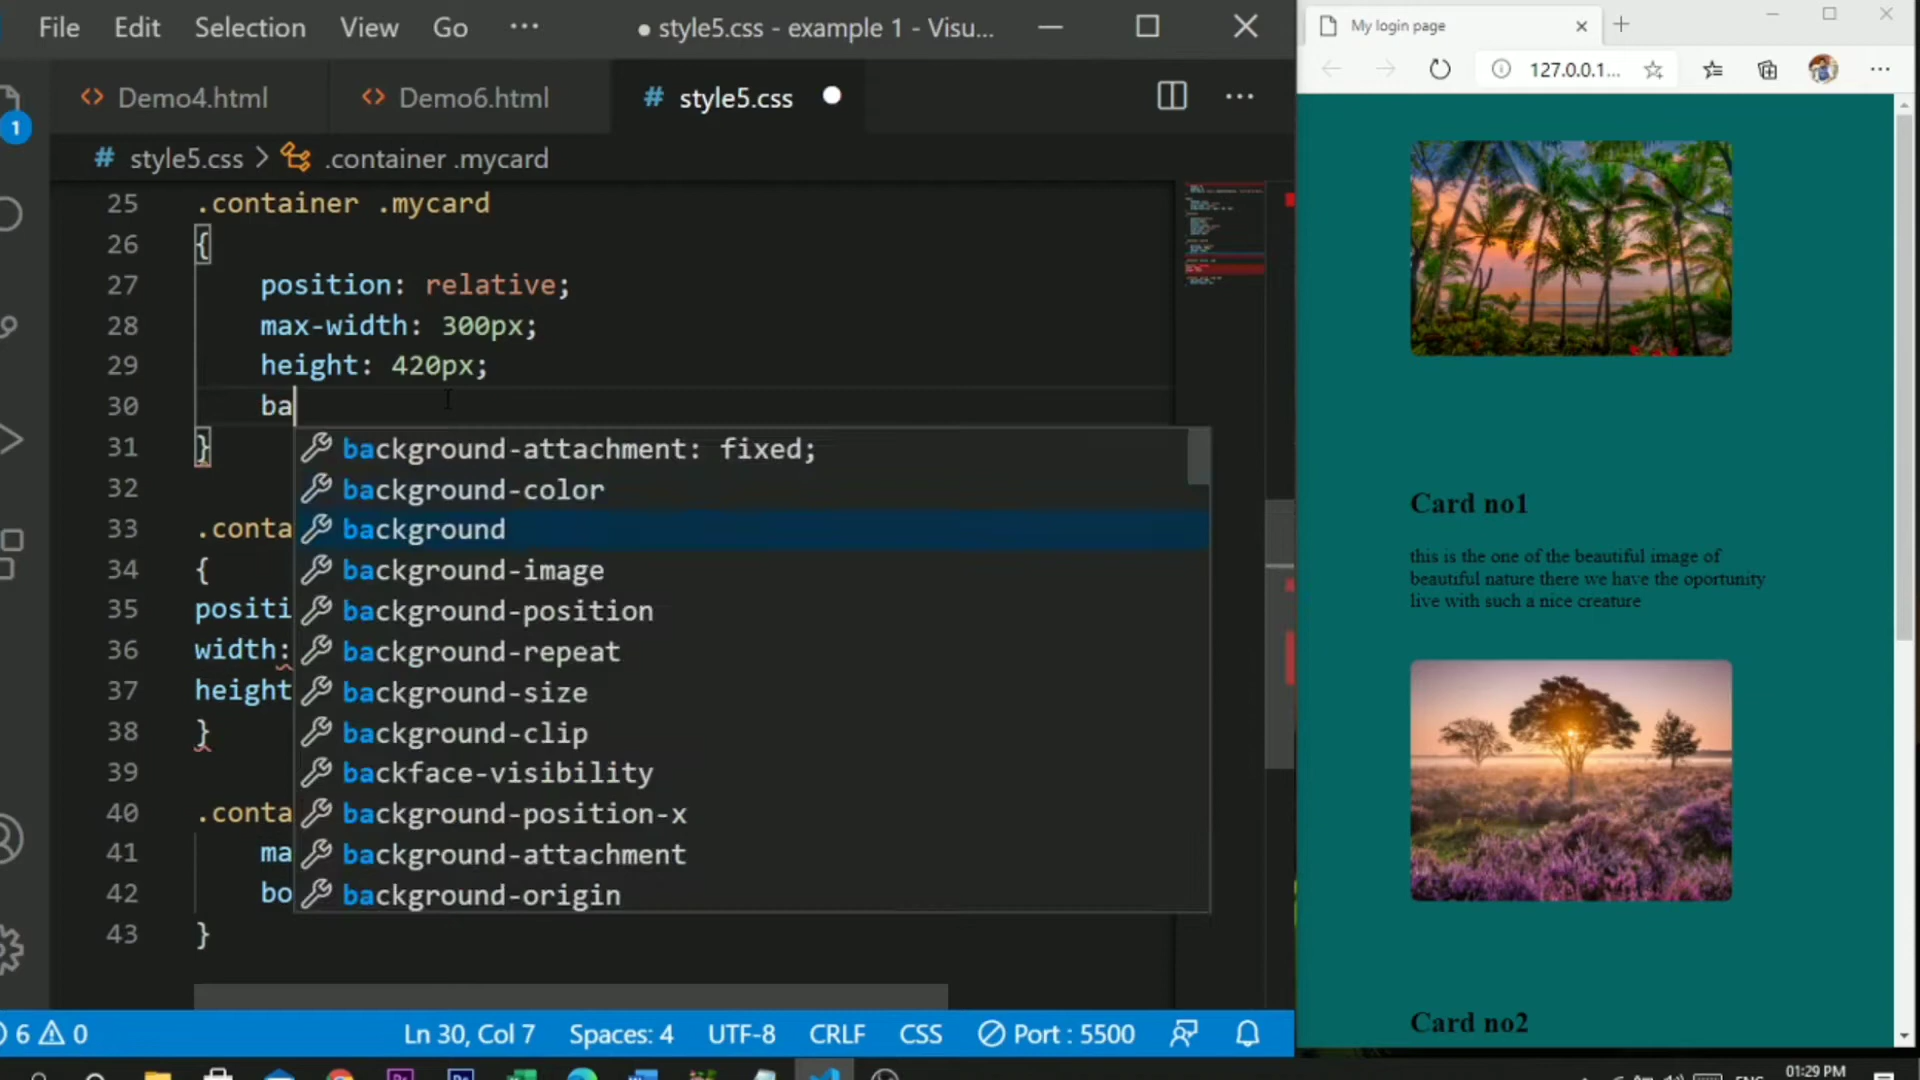 File Edit Selection View Go ···
● style5.css - example 1 - Visu...
Demo4.html
Demo6.html
# style5.css
# style5.css > .container .mycard
1
25 .container .mycard
26 {
27 position: relative;
28 max-width: 300px;
29 height: 420px;
30 ba
31 }
32
33 .conta
34 {
35 positi
36 width:
37 height
38 }
39
40 .conta
41 ma
42 bo
43 }
background-attachment: fixed;
background-color
background
background-image
background-position
background-repeat
background-size
background-clip
backface-visibility
background-position-x
background-attachment
background-origin
6 0 Ln 30, Col 7 Spaces: 4 UTF-8 CRLF CSS Port : 5500
My login page
127.0.0.1...
Card no1
this is the one of the beautiful image of
beautiful nature there we have the oportunity
live with such a nice creature
Card no2
01:29 PM